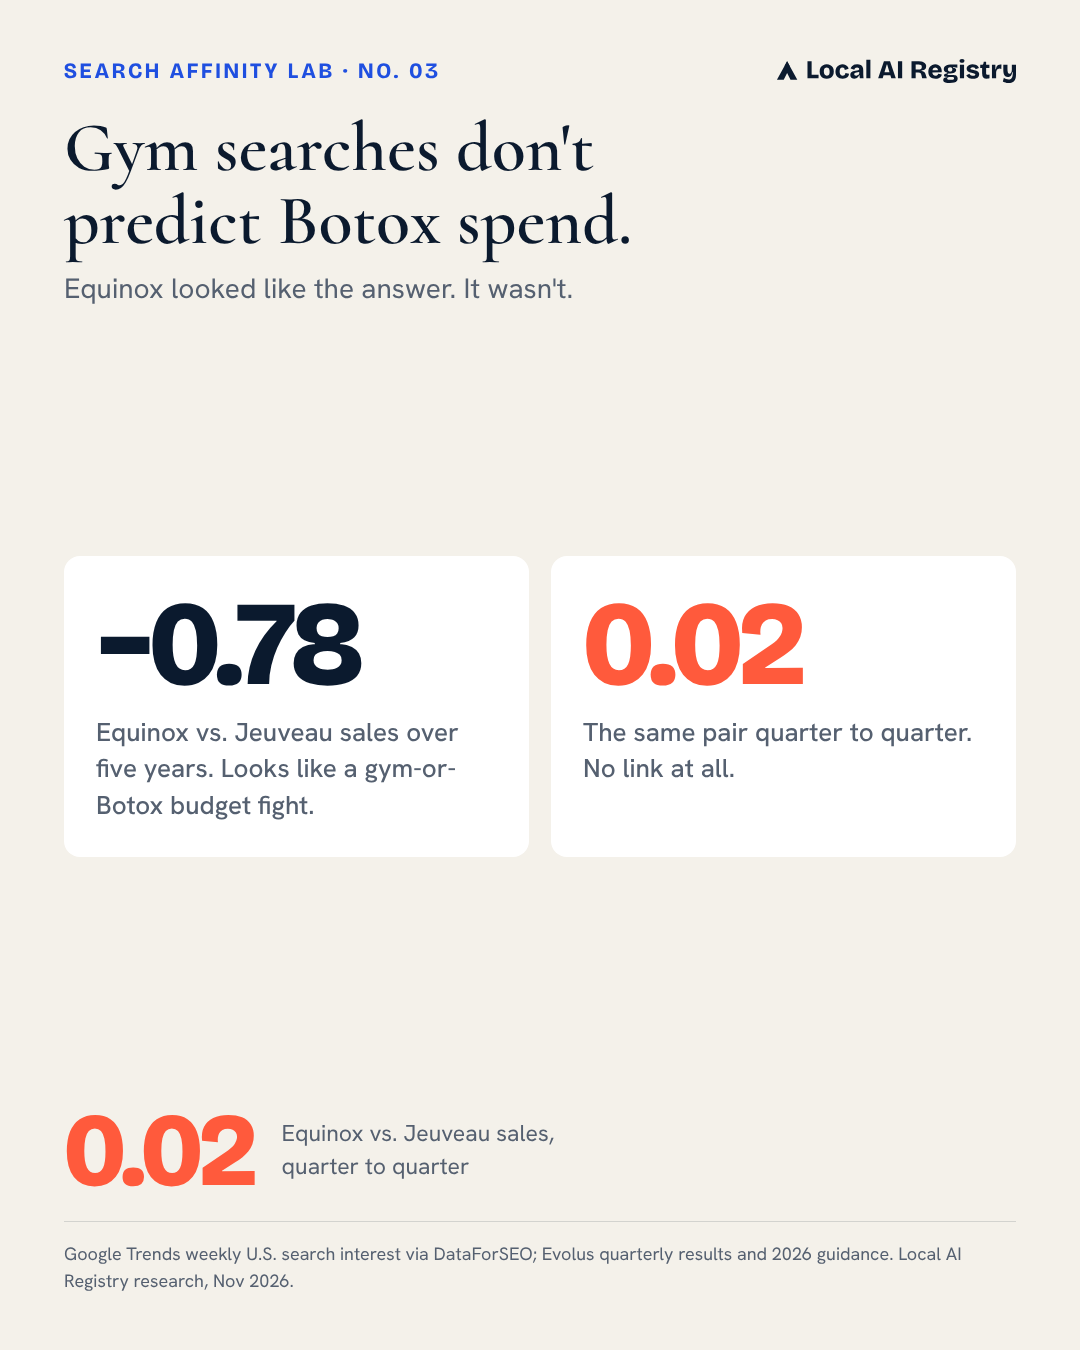 SEARCH AFFINITY LAB · NO. 03
Local AI Registry
Gym searches don't
predict Botox spend.
Equinox looked like the answer. It wasn't.
−0.78
Equinox vs. Jeuveau sales over
five years. Looks like a gym-or-
Botox budget fight.
0.02
The same pair quarter to quarter.
No link at all.
0.02
Equinox vs. Jeuveau sales,
quarter to quarter
Google Trends weekly U.S. search interest via DataForSEO; Evolus quarterly results and 2026 guidance. Local AI
Registry research, Nov 2026.